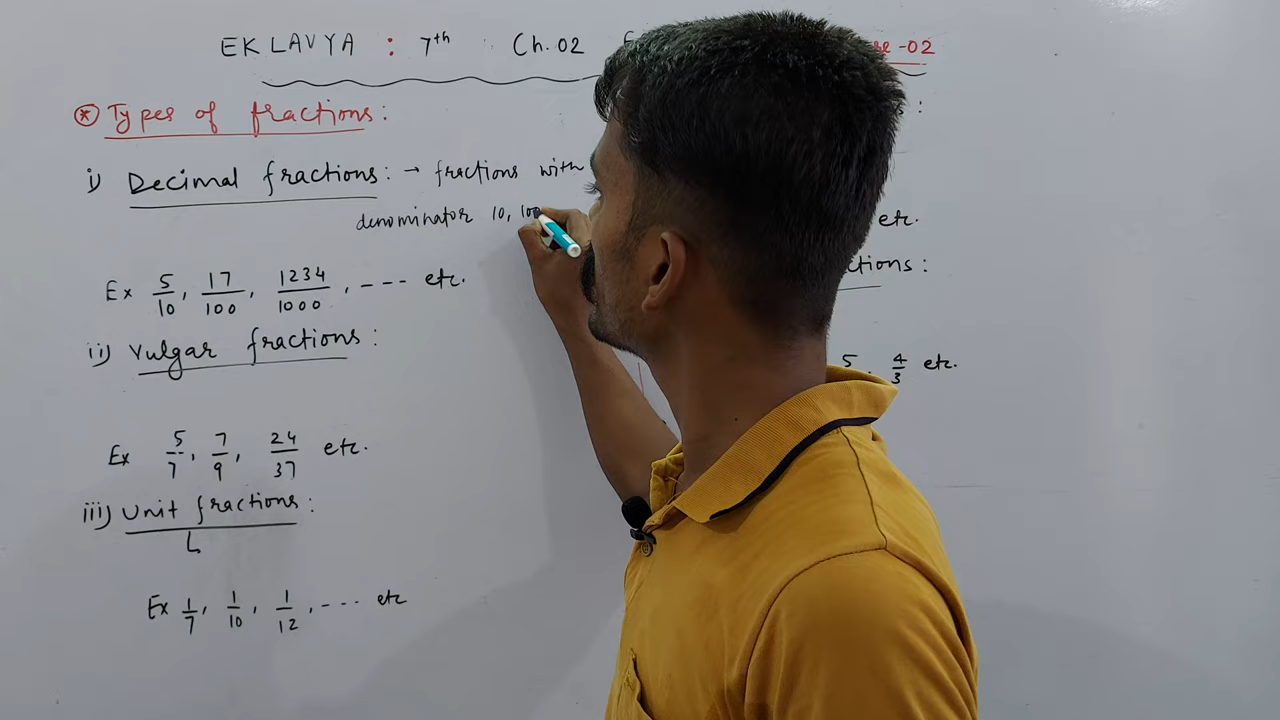 EKLAVYA : 7th Ch. 02 -02
* Types of fractions :
i) Decimal fractions : → fractions with
denominator 10, 100
Ex 5/10, 17/100, 1234/1000, ---- etc.
ii) Vulgar fractions :
Ex 5/7, 7/9, 24/37 etc.
iii) Unit fractions :
Ex 1/7, 1/10, 1/12, ---- etc
:
etc.
:
5, 4/3 etc.